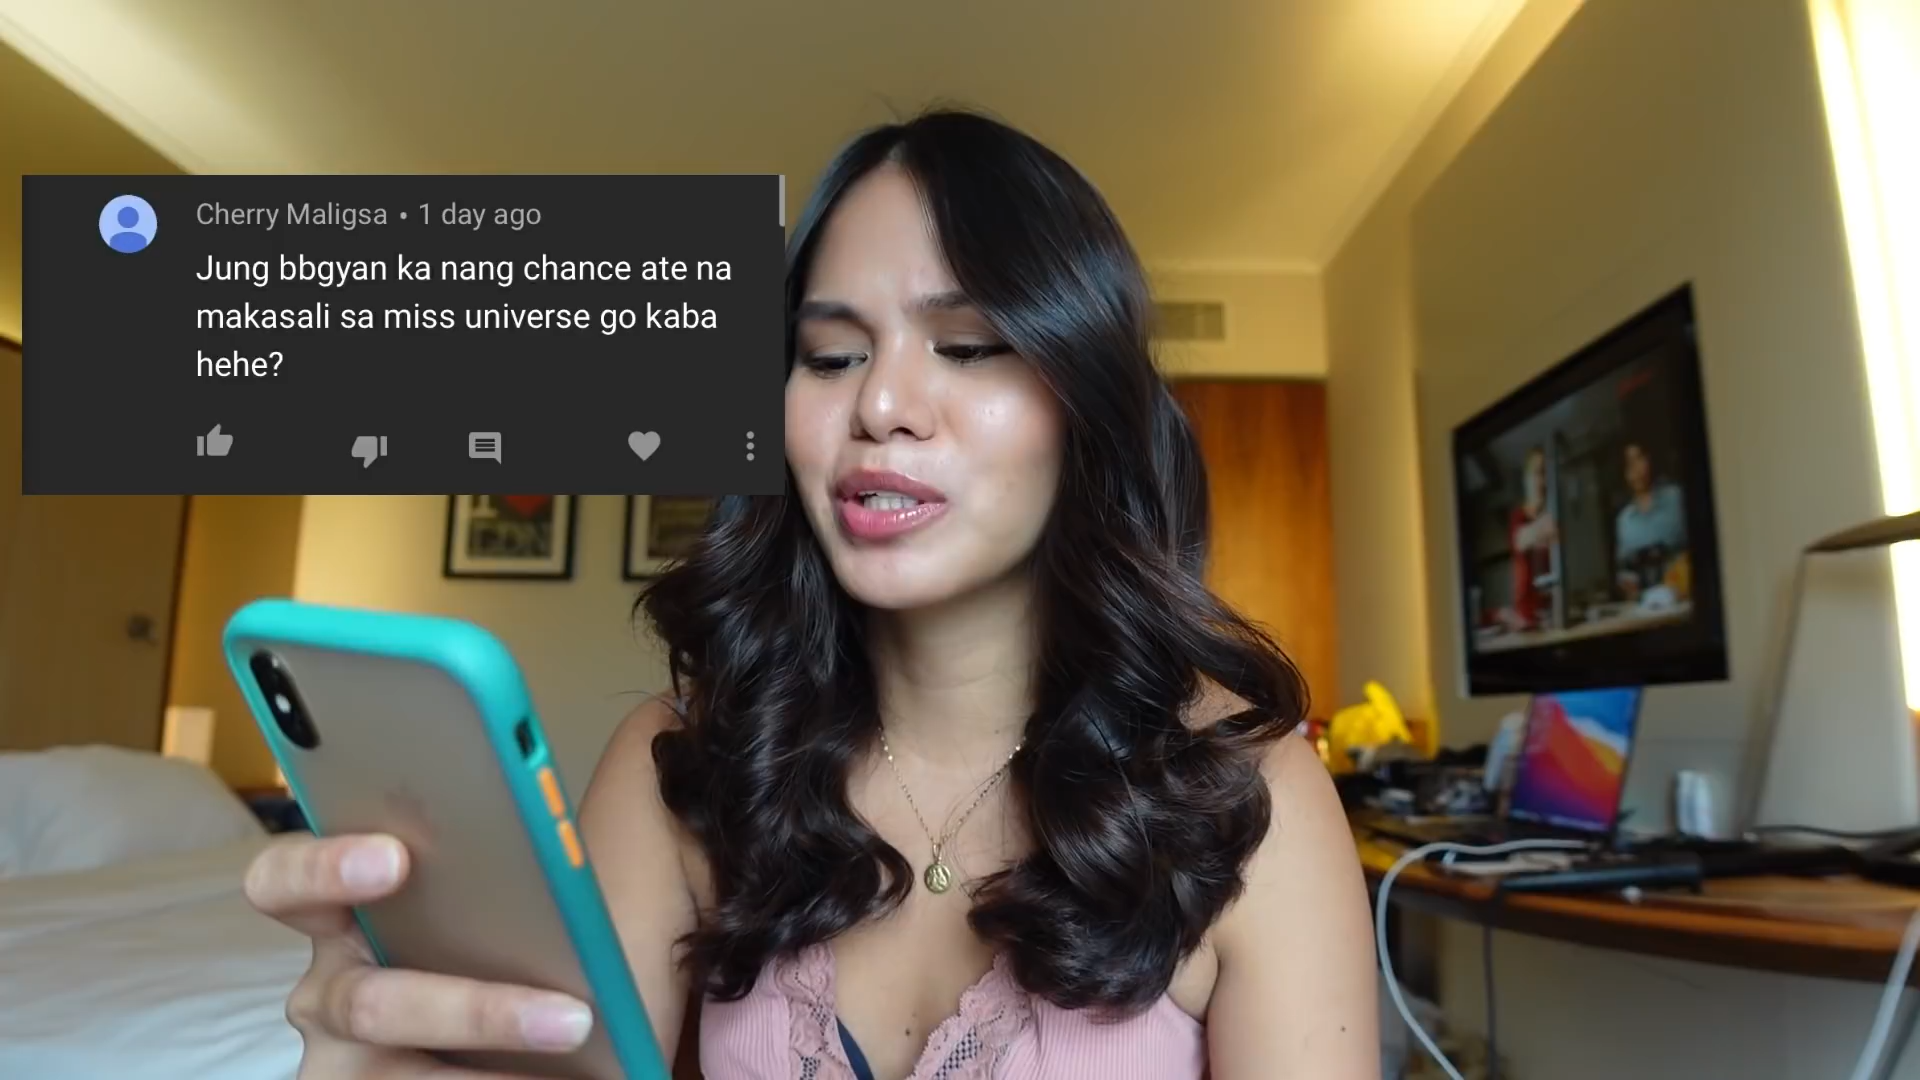 Cherry Maligsa • 1 day ago
Jung bbgyan ka nang chance ate na
makasali sa miss universe go kaba
hehe?
I